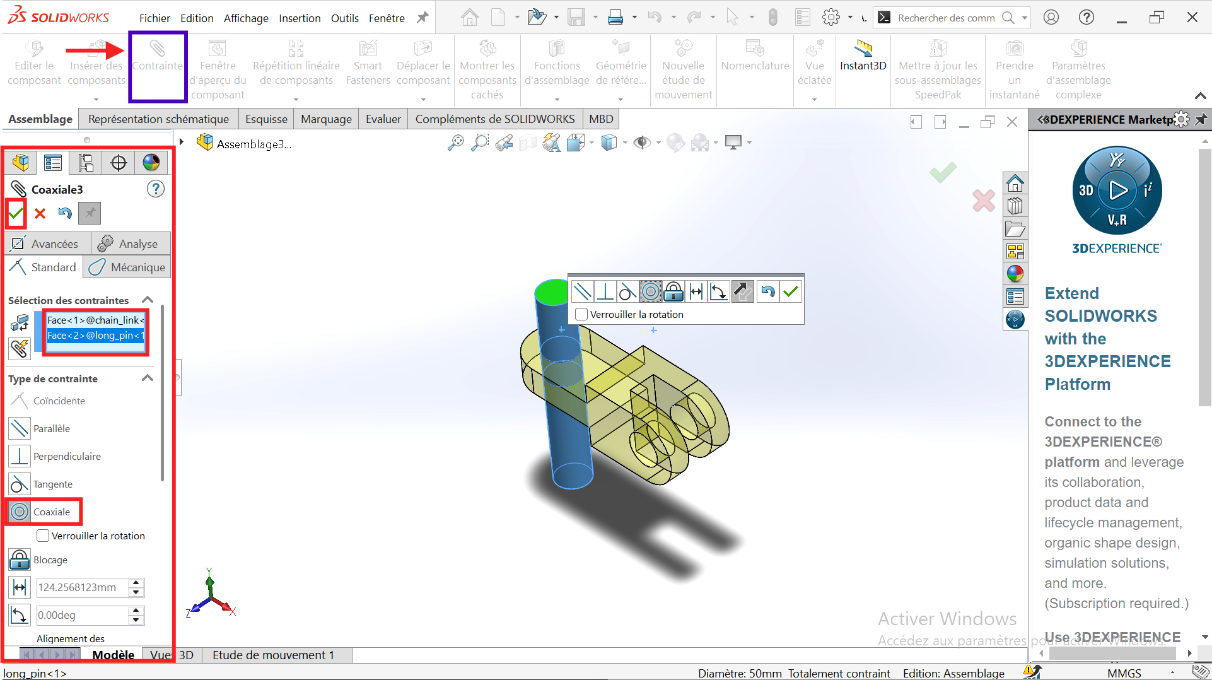 SOLIDWORKS
Fichier Edition Affichage Insertion Outils Fenêtre
Rechercher des comm
Editer le composant
Insérer des composants
Contrainte
Fenêtre d'aperçu du composant
Répétition linéaire de composants
Smart Fasteners
Déplacer le composant
Montrer les composants cachés
Fonctions d'assemblage
Géométrie de référe...
Nouvelle étude de mouvement
Nomenclature
Vue éclatée
Instant3D
Mettre à jour les sous-assemblages SpeedPak
Prendre un instantané
Paramètres d'assemblage complexe
Assemblage Représentation schématique Esquisse Marquage Evaluer Compléments de SOLIDWORKS MBD
Assemblage3...
3DEXPERIENCE Marketp
Coaxiale3
Avancées Analyse
Standard Mécanique
Sélection des contraintes
Face<1>@chain_link<
Face<2>@long_pin<1
Type de contrainte
Coïncidente
Parallèle
Perpendiculaire
Tangente
Coaxiale
Verrouiller la rotation
Blocage
124.2568123mm
0.00deg
Alignement des
Verrouiller la rotation
Y
Z
X
3D
V+R
i
3DEXPERIENCE
Extend
SOLIDWORKS
with the
3DEXPERIENCE
Platform
Connect to the
3DEXPERIENCE®
platform and leverage
its collaboration,
product data and
lifecycle management,
organic shape design,
simulation solutions,
and more.
(Subscription required.)
Use 3DEXPERIENCE
Activer Windows
Accédez aux paramètres pour activer Windows.
Modèle Vues 3D Etude de mouvement 1
long_pin<1> Diamètre: 50mm Totalement contraint Edition: Assemblage MMGS